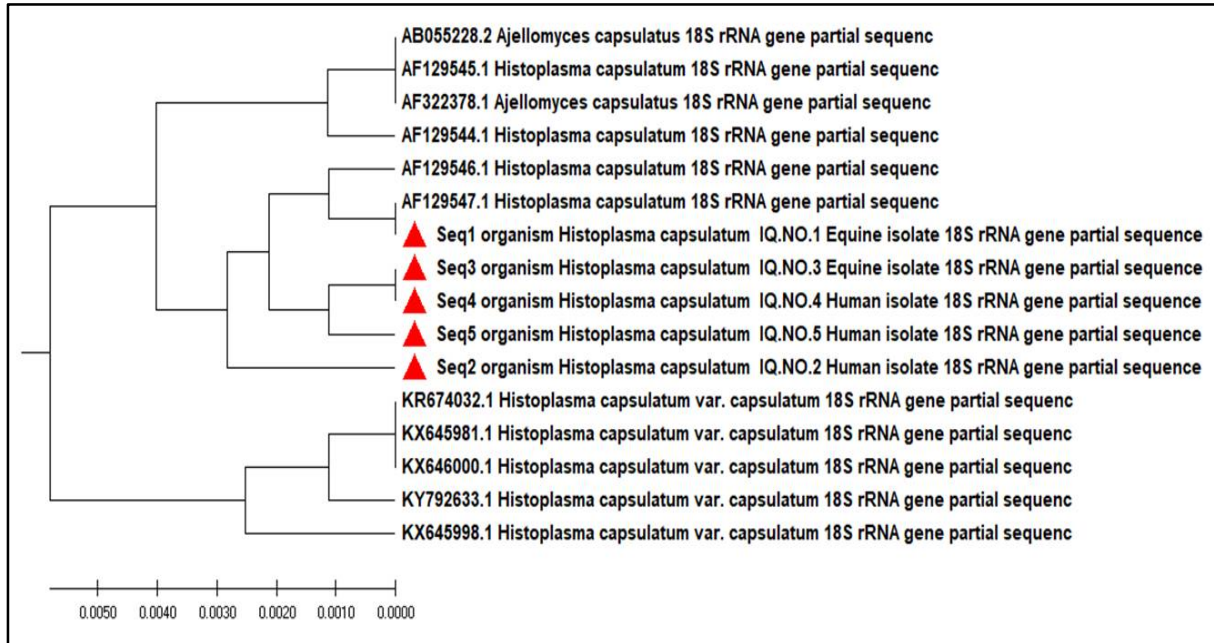 AB055228.2 Ajellomyces capsulatus 18S rRNA gene partial sequenc
AF129545.1 Histoplasma capsulatum 18S rRNA gene partial sequenc
AF322378.1 Ajellomyces capsulatus 18S rRNA gene partial sequenc
AF129544.1 Histoplasma capsulatum 18S rRNA gene partial sequenc
AF129546.1 Histoplasma capsulatum 18S rRNA gene partial sequenc
AF129547.1 Histoplasma capsulatum 18S rRNA gene partial sequenc
Seq1 organism Histoplasma capsulatum IQ.NO.1 Equine isolate 18S rRNA gene partial sequence
Seq3 organism Histoplasma capsulatum IQ.NO.3 Equine isolate 18S rRNA gene partial sequence
Seq4 organism Histoplasma capsulatum IQ.NO.4 Human isolate 18S rRNA gene partial sequence
Seq5 organism Histoplasma capsulatum IQ.NO.5 Human isolate 18S rRNA gene partial sequence
Seq2 organism Histoplasma capsulatum IQ.NO.2 Human isolate 18S rRNA gene partial sequence
KR674032.1 Histoplasma capsulatum var. capsulatum 18S rRNA gene partial sequenc
KX645981.1 Histoplasma capsulatum var. capsulatum 18S rRNA gene partial sequenc
KX646000.1 Histoplasma capsulatum var. capsulatum 18S rRNA gene partial sequenc
KY792633.1 Histoplasma capsulatum var. capsulatum 18S rRNA gene partial sequenc
KX645998.1 Histoplasma capsulatum var. capsulatum 18S rRNA gene partial sequenc
0.0050 0.0040 0.0030 0.0020 0.0010 0.0000